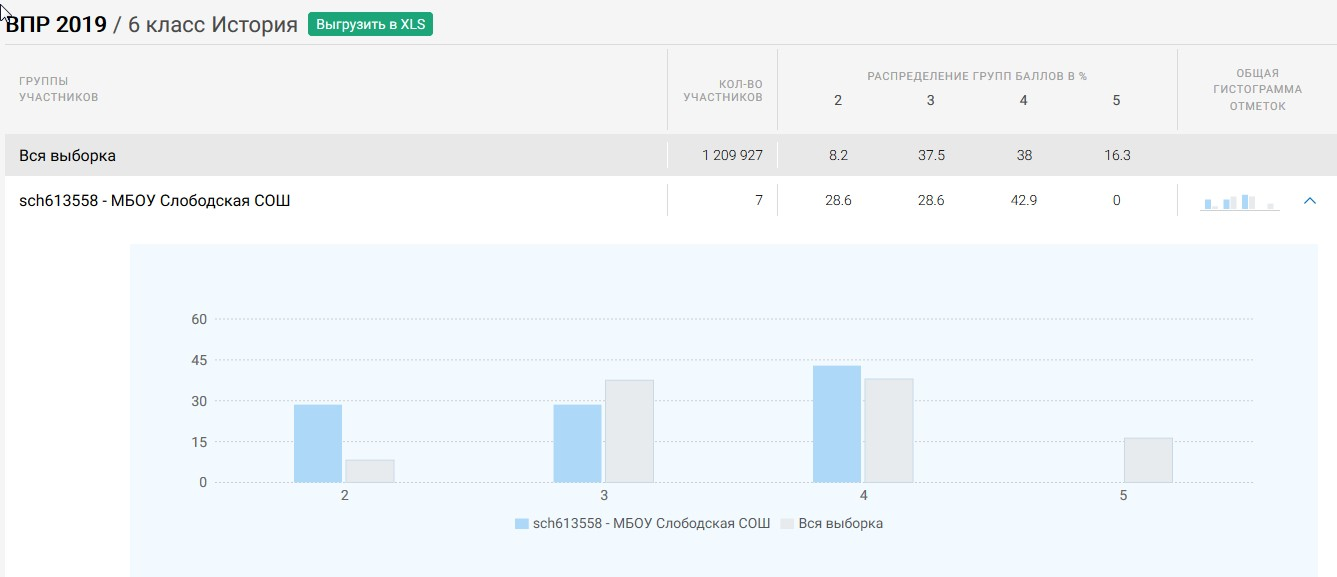 ВПР 2019 / 6 класс История Выгрузить в XLS
ГРУППЫ
УЧАСТНИКОВ
КОЛ-ВО
УЧАСТНИКОВ
РАСПРЕДЕЛЕНИЕ ГРУПП БАЛЛОВ В %
2 3 4 5
ОБЩАЯ
ГИСТОГРАММА
ОТМЕТОК
Вся выборка 1 209 927 8.2 37.5 38 16.3
sch613558 - МБОУ Слободская СОШ 7 28.6 28.6 42.9 0
60
45
30
15
0
2 3 4 5
sch613558 - МБОУ Слободская СОШ Вся выборка